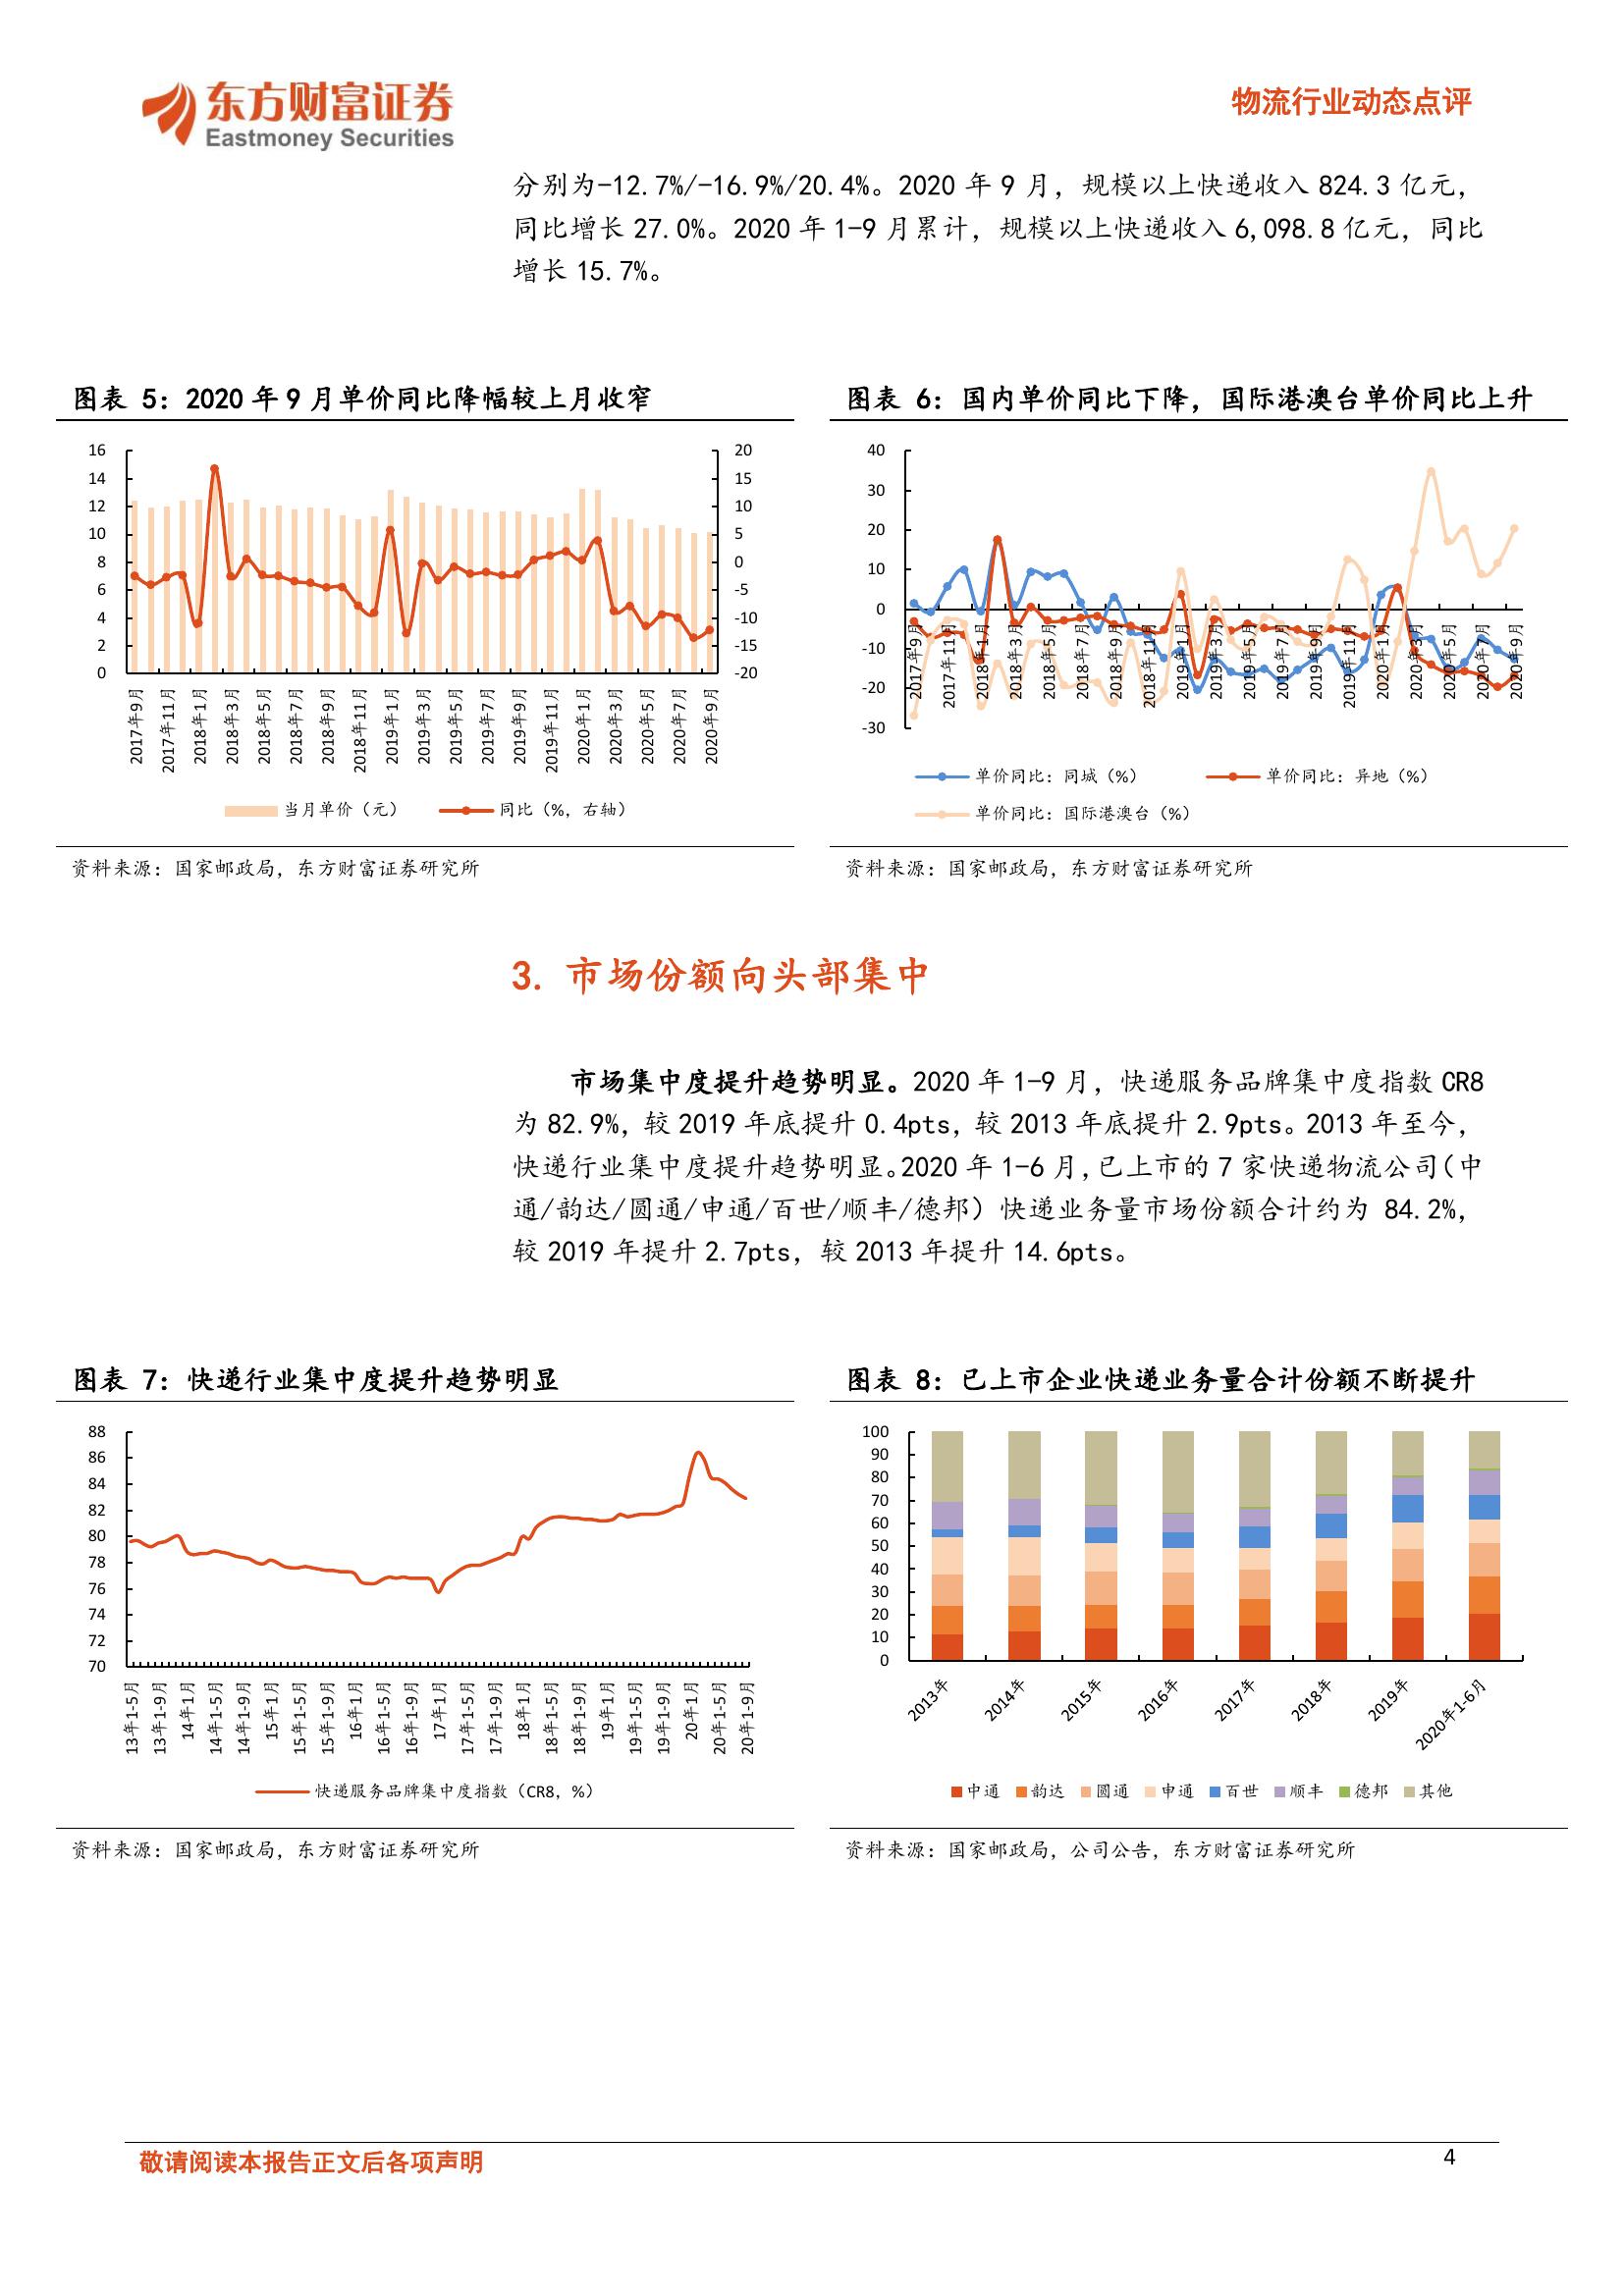 东方财富证券
Eastmoney Securities
物流行业动态点评
分别为-12.7%/-16.9%/20.4%。2020 年 9 月，规模以上快递收入 824.3 亿元，
同比增长 27.0%。2020 年 1-9 月累计，规模以上快递收入 6,098.8 亿元，同比
增长 15.7%。
图表 5：2020 年 9 月单价同比降幅较上月收窄
16
14
12
10
8
6
4
2
0
20
15
10
5
0
-5
-10
-15
-20
2017年9月
2017年11月
2018年1月
2018年3月
2018年5月
2018年7月
2018年9月
2018年11月
2019年1月
2019年3月
2019年5月
2019年7月
2019年9月
2019年11月
2020年1月
2020年3月
2020年5月
2020年7月
2020年9月
当月单价（元） 同比（%，右轴）
资料来源：国家邮政局，东方财富证券研究所
图表 6：国内单价同比下降，国际港澳台单价同比上升
40
30
20
10
0
-10
-20
-30
2017年9月
2017年11月
2018年1月
2018年3月
2018年5月
2018年7月
2018年9月
2018年11月
2019年1月
2019年3月
2019年5月
2019年7月
2019年9月
2019年11月
2020年1月
2020年3月
2020年5月
2020年7月
2020年9月
单价同比：同城（%） 单价同比：异地（%）
单价同比：国际港澳台（%）
资料来源：国家邮政局，东方财富证券研究所
3. 市场份额向头部集中
市场集中度提升趋势明显。2020 年 1-9 月，快递服务品牌集中度指数 CR8
为 82.9%，较 2019 年底提升 0.4pts，较 2013 年底提升 2.9pts。2013 年至今，
快递行业集中度提升趋势明显。2020 年 1-6 月，已上市的 7 家快递物流公司（中
通/韵达/圆通/申通/百世/顺丰/德邦）快递业务量市场份额合计约为 84.2%，
较 2019 年提升 2.7pts，较 2013 年提升 14.6pts。
图表 7：快递行业集中度提升趋势明显
88
86
84
82
80
78
76
74
72
70
13年1-5月
13年1-9月
14年1月
14年1-5月
14年1-9月
15年1月
15年1-5月
15年1-9月
16年1月
16年1-5月
16年1-9月
17年1月
17年1-5月
17年1-9月
18年1月
18年1-5月
18年1-9月
19年1月
19年1-5月
19年1-9月
20年1月
20年1-5月
20年1-9月
快递服务品牌集中度指数（CR8，%）
资料来源：国家邮政局，东方财富证券研究所
图表 8：已上市企业快递业务量合计份额不断提升
100
90
80
70
60
50
40
30
20
10
0
2013年
2014年
2015年
2016年
2017年
2018年
2019年
2020年1-6月
中通 韵达 圆通 申通 百世 顺丰 德邦 其他
资料来源：国家邮政局，公司公告，东方财富证券研究所
敬请阅读本报告正文后各项声明
4